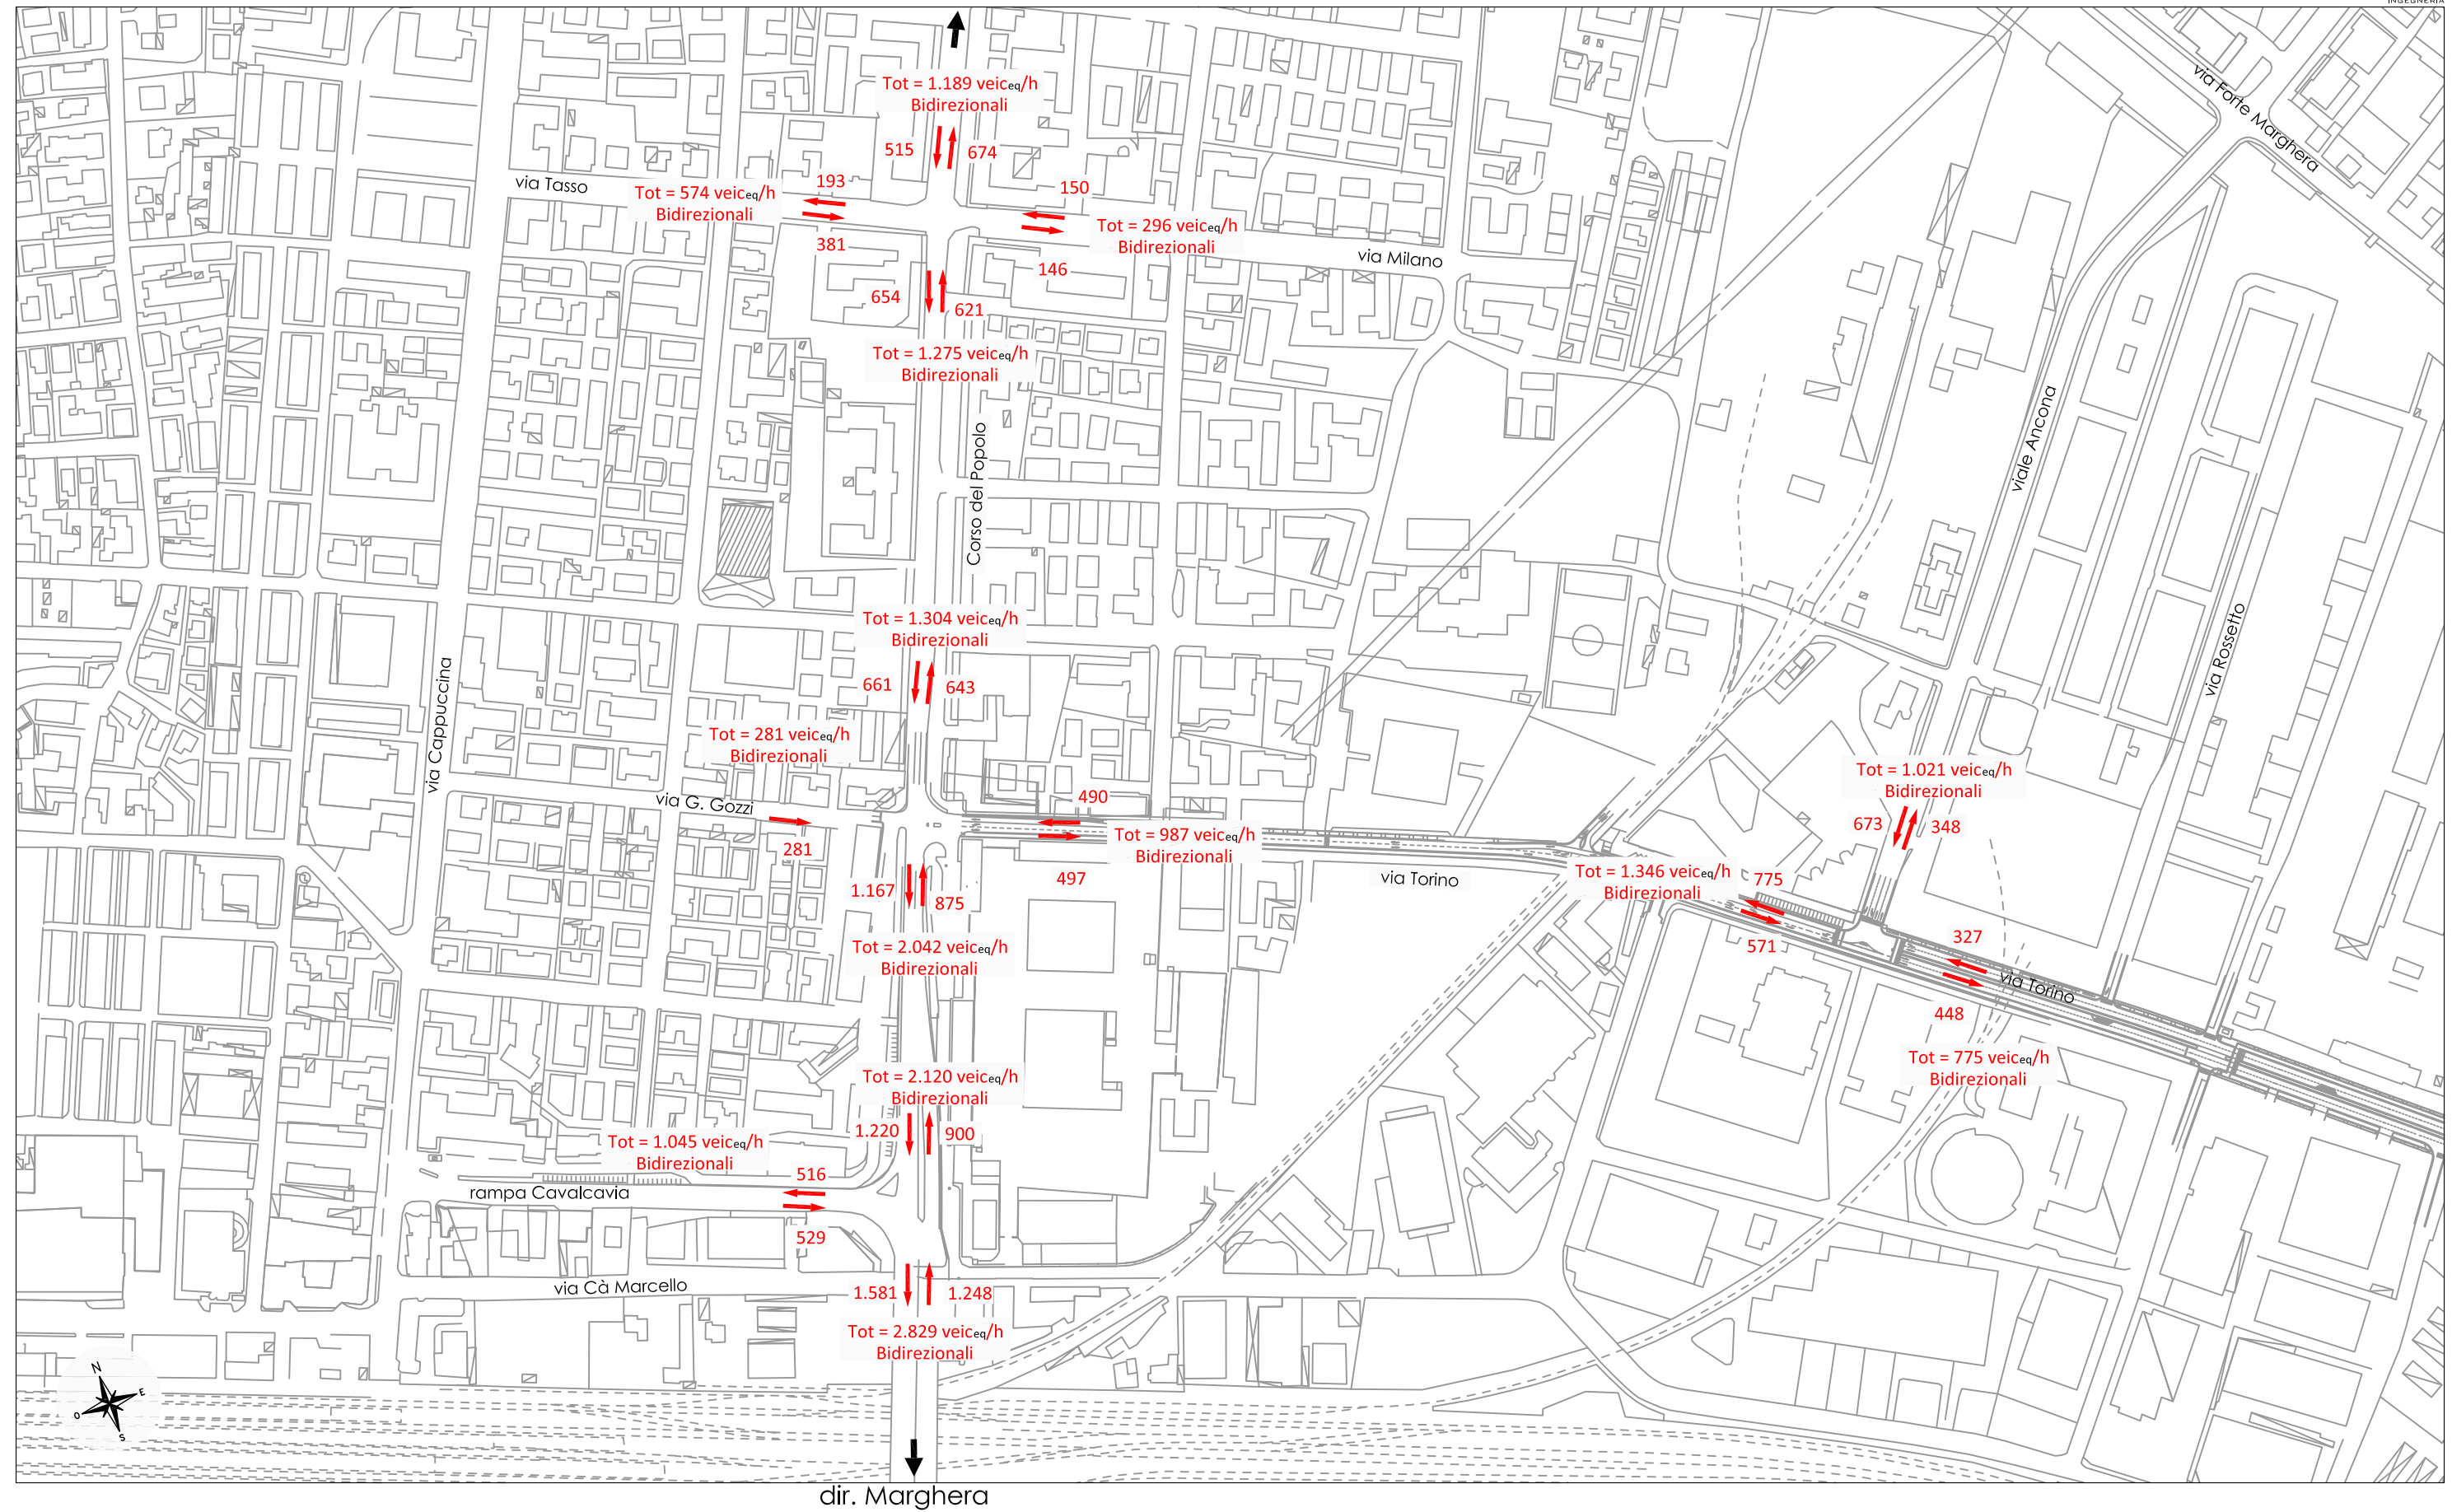 INGEGNERIA
via Forte Marghera
Tot = 1.189 veiceq/h
Bidirezionali
515
674
via Tasso
Tot = 574 veiceq/h
Bidirezionali
193
381
150
Tot = 296 veiceq/h
Bidirezionali
146
via Milano
654
621
Tot = 1.275 veiceq/h
Bidirezionali
Corso del Popolo
viale Ancona
Tot = 1.304 veiceq/h
Bidirezionali
661
643
via Cappuccina
via Rossetto
Tot = 281 veiceq/h
Bidirezionali
via G. Gozzi
281
490
Tot = 987 veiceq/h
Bidirezionali
497
via Torino
Tot = 1.021 veiceq/h
Bidirezionali
673
348
Tot = 1.346 veiceq/h
Bidirezionali
775
571
327
via Torino
448
Tot = 775 veiceq/h
Bidirezionali
1.167
875
Tot = 2.042 veiceq/h
Bidirezionali
Tot = 2.120 veiceq/h
Bidirezionali
1.220
900
Tot = 1.045 veiceq/h
Bidirezionali
516
rampa Cavalcavia
529
via Cà Marcello
1.581
1.248
Tot = 2.829 veiceq/h
Bidirezionali
N
E
O
S
dir. Marghera